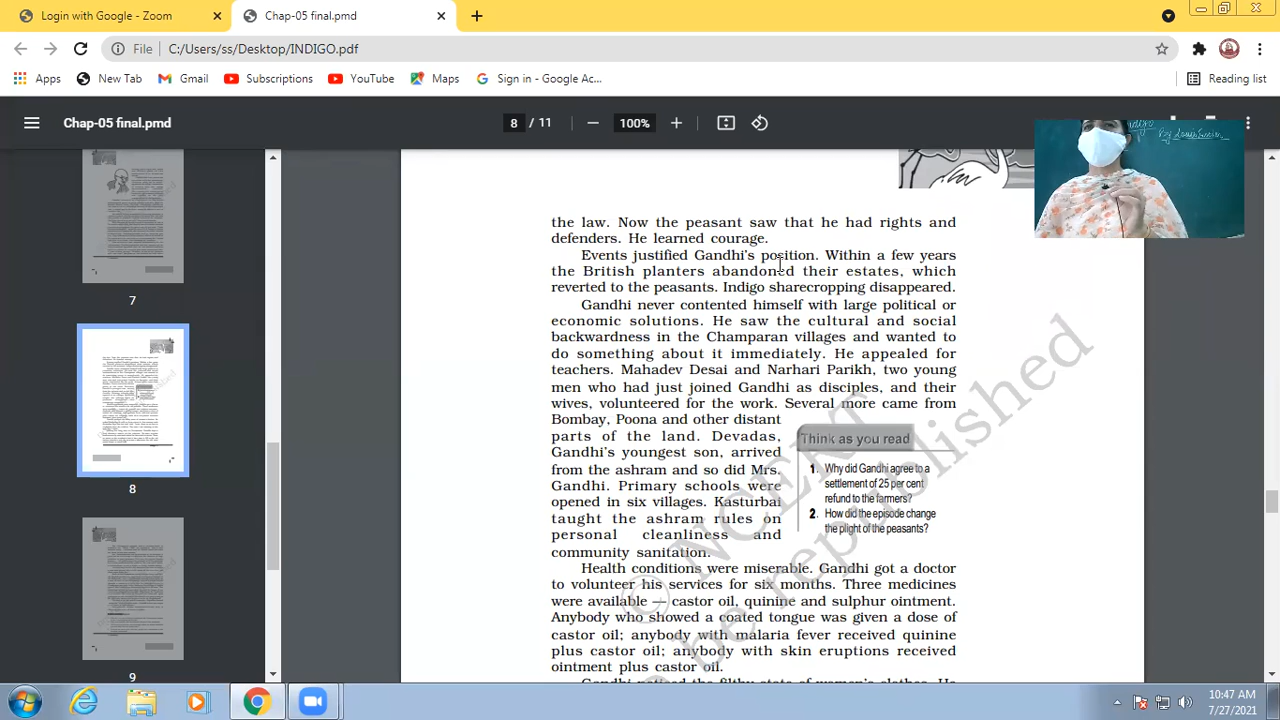 Login with Google - Zoom
Chap-05 final.pmd
File
C:/Users/ss/Desktop/INDIGO.pdf
Apps
New Tab
Gmail
Subscriptions
YouTube
Maps
Sign in - Google Ac...
Reading list
Chap-05 final.pmd
8 / 11
100%
7
8
9
the law. Now the peasant saw that he had rights and
defenders. He learned courage.
Events justified Gandhi's position. Within a few years
the British planters abandoned their estates, which
reverted to the peasants. Indigo sharecropping disappeared.
Gandhi never contented himself with large political or
economic solutions. He saw the cultural and social
backwardness in the Champaran villages and wanted to
do something about it immediately. He appealed for
teachers. Mahadev Desai and Narhari Parikh, two young
men who had just joined Gandhi as disciples, and their
wives, volunteered for the work. Several more came from
Bombay, Poona and other distant
parts of the land. Devadas,
Gandhi's youngest son, arrived
from the ashram and so did Mrs.
Gandhi. Primary schools were
opened in six villages. Kasturbai
taught the ashram rules on
personal cleanliness and
community sanitation.
Think as you read
1. Why did Gandhi agree to a
settlement of 25 per cent
refund to the farmers?
2. How did the episode change
the plight of the peasants?
Health conditions were miserable. Gandhi got a doctor
to volunteer his services for six months. Three medicines
were available — castor oil, quinine and sulphur ointment.
Anybody who showed a coated tongue was given a dose of
castor oil; anybody with malaria fever received quinine
plus castor oil; anybody with skin eruptions received
ointment plus castor oil.
Gandhi noticed the filthy state of women's clothes. He
© NCERT
be republished
10:47 AM
7/27/2021